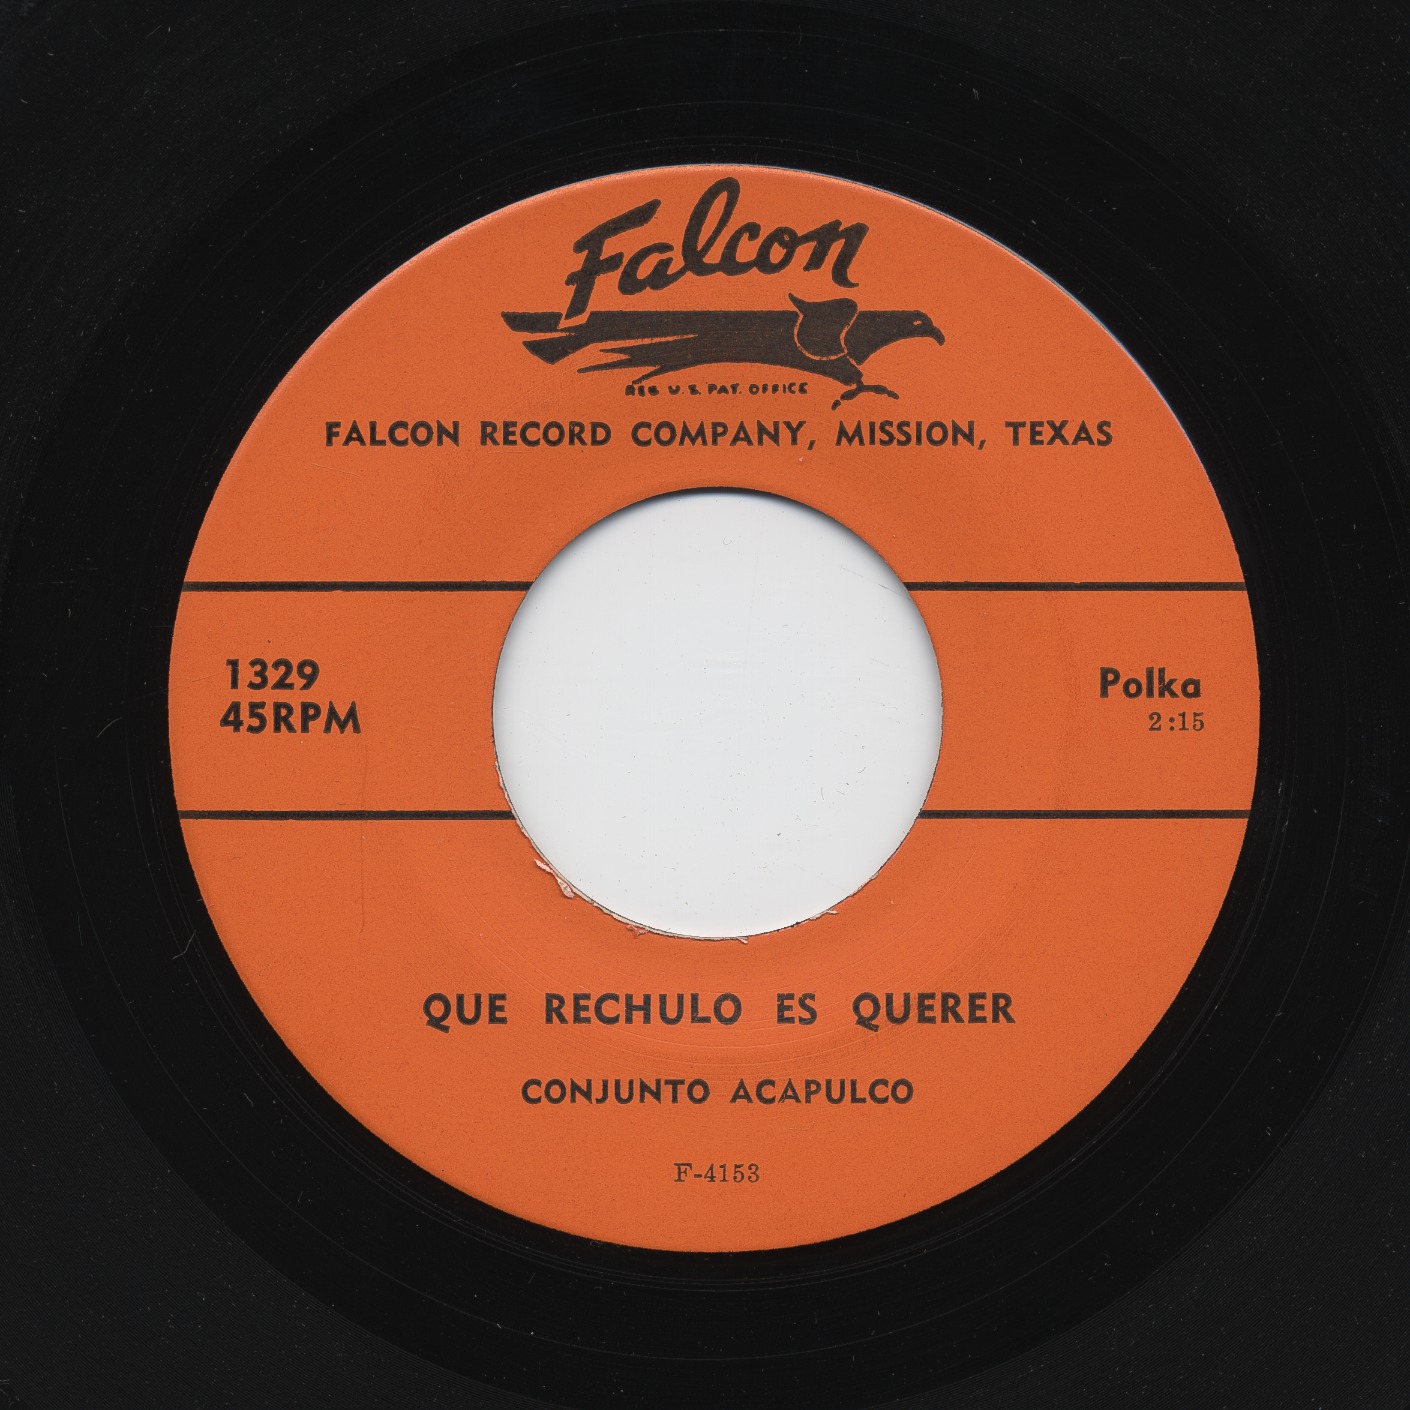 Falcon
REG U.S. PAT. OFFICE
FALCON RECORD COMPANY, MISSION, TEXAS
1329
45RPM
Polka
2:15
QUE RECHULO ES QUERER
CONJUNTO ACAPULCO
F-4153